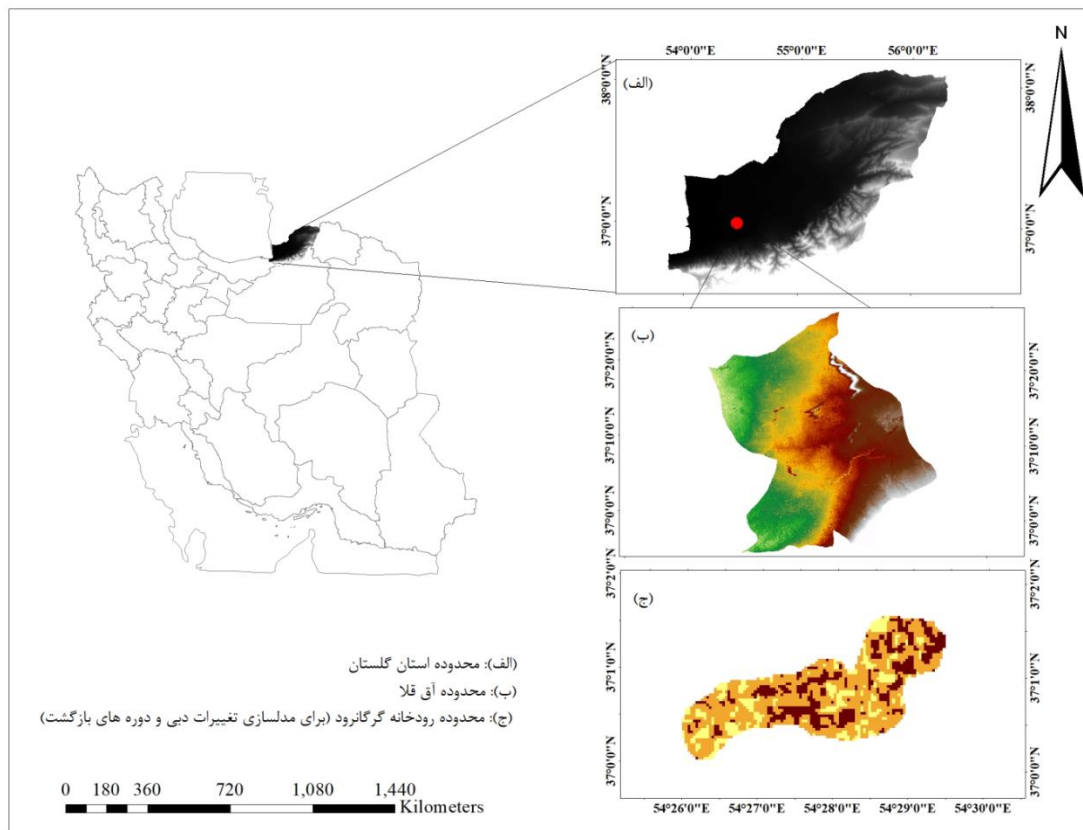 N
54°0'0"E 55°0'0"E 56°0'0"E
(الف)
38°0'0"N
37°0'0"N
38°0'0"N
37°0'0"N
(ب)
37°20'0"N
37°10'0"N
37°0'0"N
37°20'0"N
37°10'0"N
37°0'0"N
(ج)
37°2'0"N
37°1'0"N
37°0'0"N
37°2'0"N
37°1'0"N
37°0'0"N
54°26'0"E 54°27'0"E 54°28'0"E 54°29'0"E 54°30'0"E
(الف): محدوده استان گلستان
(ب): محدوده آق قلا
(ج): محدوده رودخانه گرگانرود (برای مدلسازی تغییرات دبی و دوره های بازگشت)
0 180 360 720 1,080 1,440
Kilometers